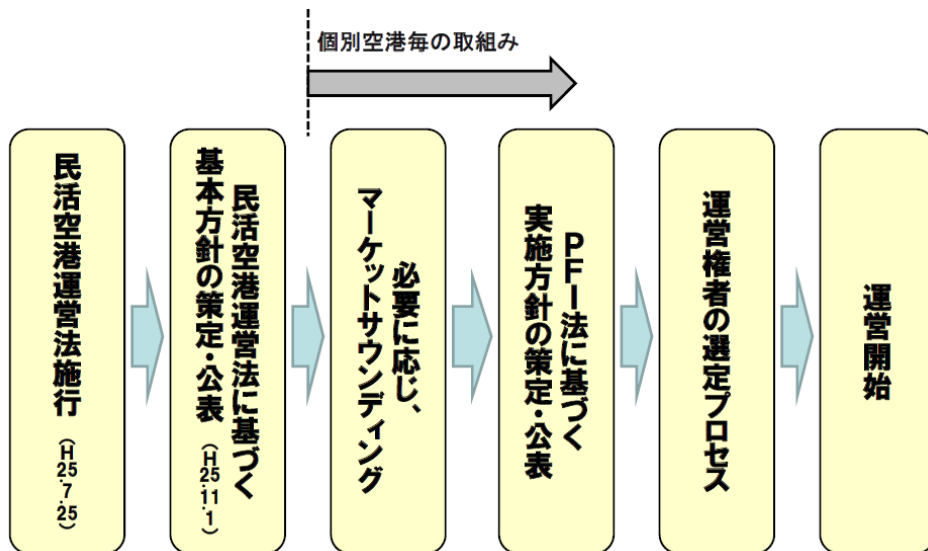 個別空港毎の取組み
民活空港運営法施行（H25.7.25）
民活空港運営法に基づく
基本方針の策定・公表（H25.11.1）
必要に応じ、
マーケットサウンディング
ＰＦＩ法に基づく
実施方針の策定・公表
運営権者の選定プロセス
運営開始